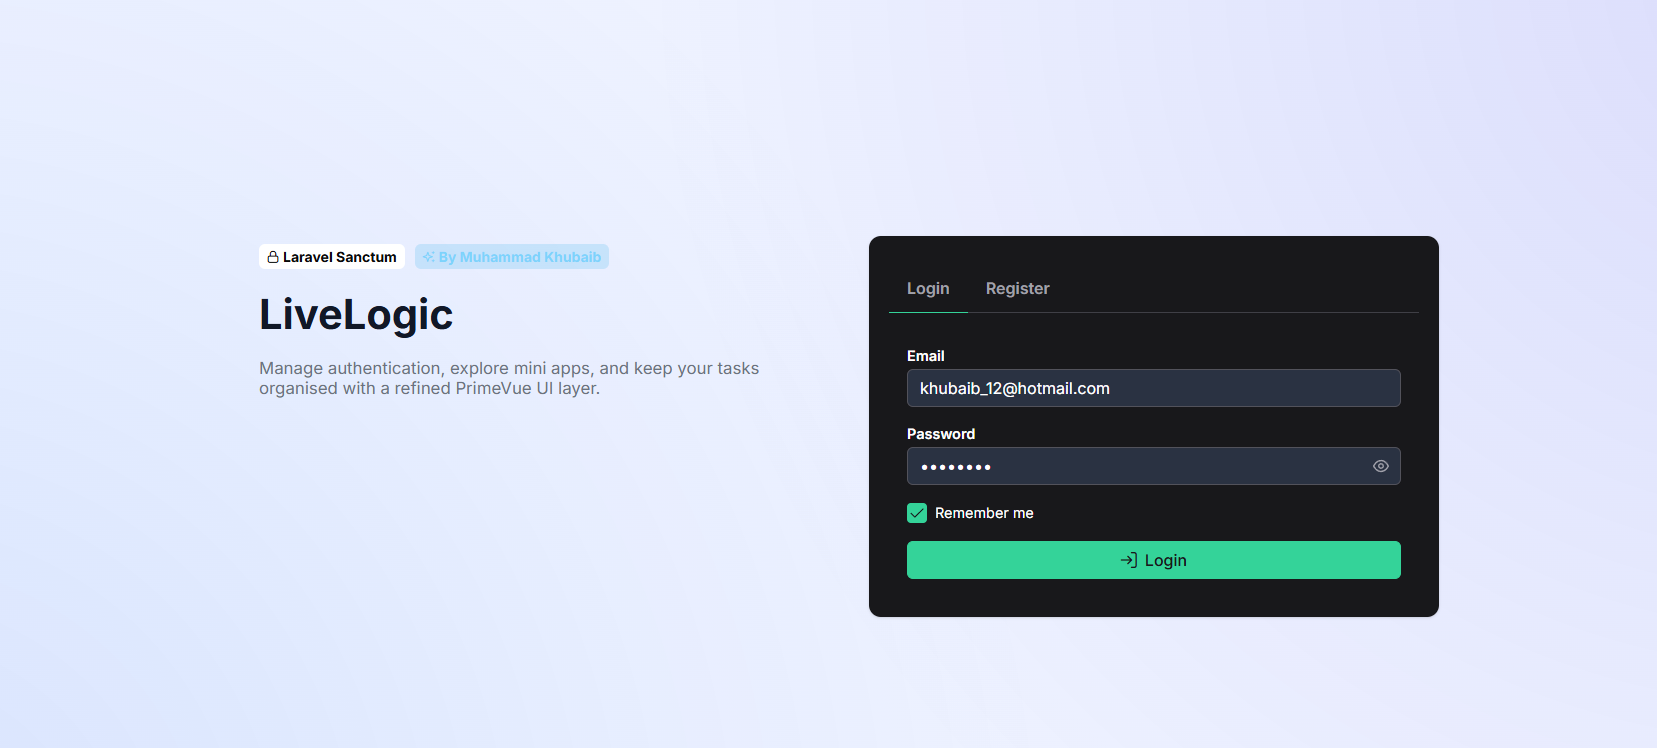 Laravel Sanctum
By Muhammad Khubaib
LiveLogic
Manage authentication, explore mini apps, and keep your tasks
organised with a refined PrimeVue UI layer.
Login
Register
Email
khubaib_12@hotmail.com
Password
••••••••
Remember me
Login